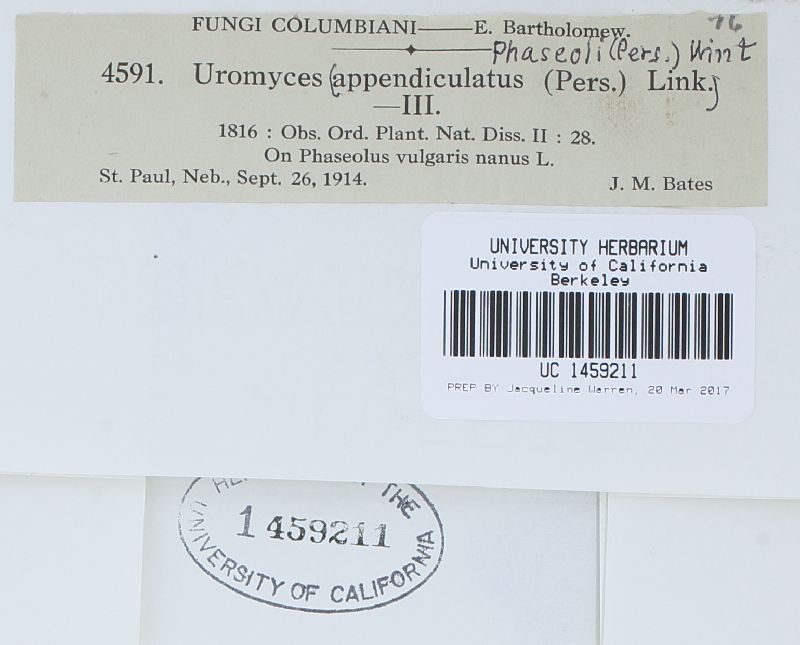 FUNGI COLUMBIANI—E. Bartholomew.
Phaseoli (Pers.) Wint
4591. Uromyces (appendiculatus (Pers.) Link.)
—III.
1816 : Obs. Ord. Plant. Nat. Diss. II : 28.
On Phaseolus vulgaris nanus L.
St. Paul, Neb., Sept. 26, 1914. J. M. Bates
UNIVERSITY HERBARIUM
University of California
Berkeley
UC 1459211
PREP BY Jacqueline Warren, 20 Mar 2017
THE
1459211
UNIVERSITY OF CALIFORNIA